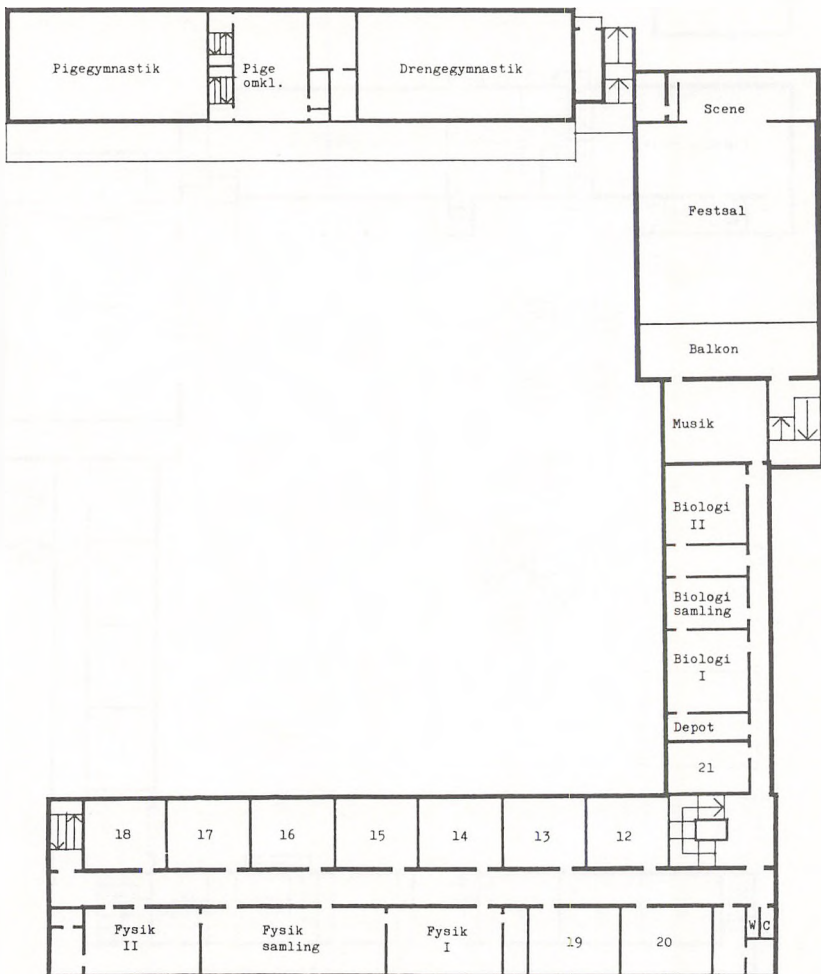 Pigegymnastik
Pige
omkl.
Drengegymnastik
Scene
Festsal
Balkon
Musik
Biologi
II
Biologi
samling
Biologi
I
Depot
21
18
17
16
15
14
13
12
Fysik
II
Fysik
samling
Fysik
I
19
20
W C